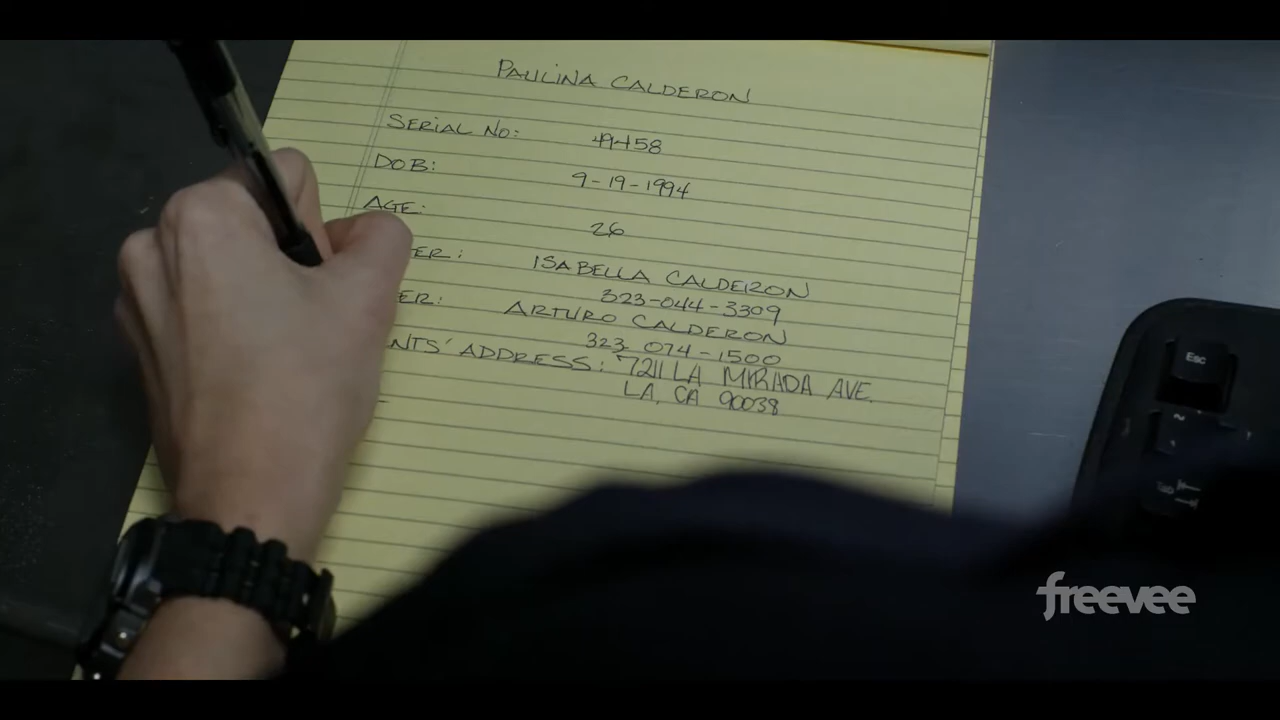 PAULINA CALDERON
SERIAL NO: 49458
DOB: 9-19-1994
AGE: 26
ER: ISABELLA CALDERON
323-044-3309
ER: ARTURO CALDERON
323-074-1500
NTS' ADDRESS: 7211 LA MIRADA AVE.
LA, CA 90038
Esc
~
Tab
freevee